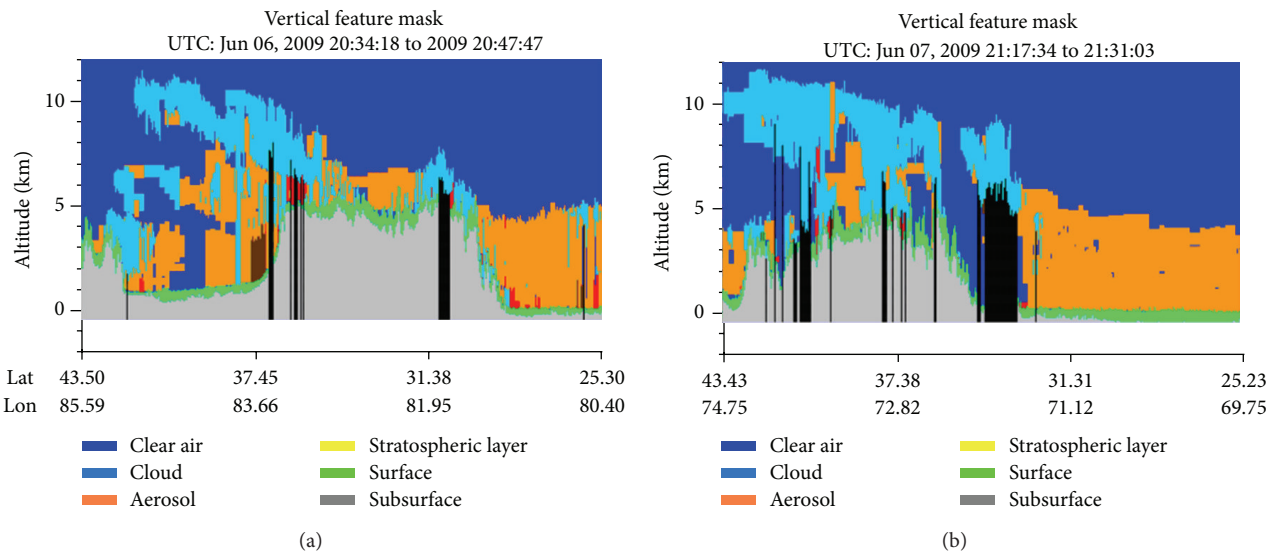 Vertical feature mask
UTC: Jun 06, 2009 20:34:18 to 2009 20:47:47
Altitude (km)
10
5
0
Lat 43.50 37.45 31.38 25.30
Lon 85.59 83.66 81.95 80.40
Clear air Stratospheric layer
Cloud Surface
Aerosol Subsurface
(a)
Vertical feature mask
UTC: Jun 07, 2009 21:17:34 to 21:31:03
Altitude (km)
10
5
0
43.43 37.38 31.31 25.23
74.75 72.82 71.12 69.75
Clear air Stratospheric layer
Cloud Surface
Aerosol Subsurface
(b)